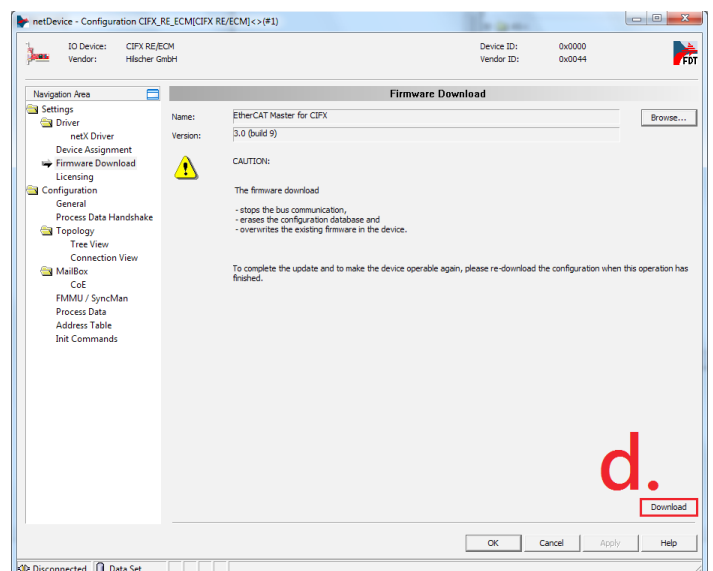 netDevice - Configuration CIFX_RE_ECM[CIFX RE/ECM]<>(#1)
IO Device: CIFX RE/ECM Device ID: 0x0000
Vendor: Hilscher GmbH Vendor ID: 0x0044
FDT
Navigation Area
Firmware Download
Settings
Driver
netX Driver
Device Assignment
Firmware Download
Licensing
Configuration
General
Process Data Handshake
Topology
Tree View
Connection View
MailBox
CoE
FMMU / SyncMan
Process Data
Address Table
Init Commands
Name: EtherCAT Master for CIFX Browse...
Version: 3.0 (build 9)
CAUTION:
The firmware download
- stops the bus communication,
- erases the configuration database and
- overwrites the existing firmware in the device.
To complete the update and to make the device operable again, please re-download the configuration when this operation has
finished.
d.
Download
OK Cancel Apply Help
Disconnected Data Set